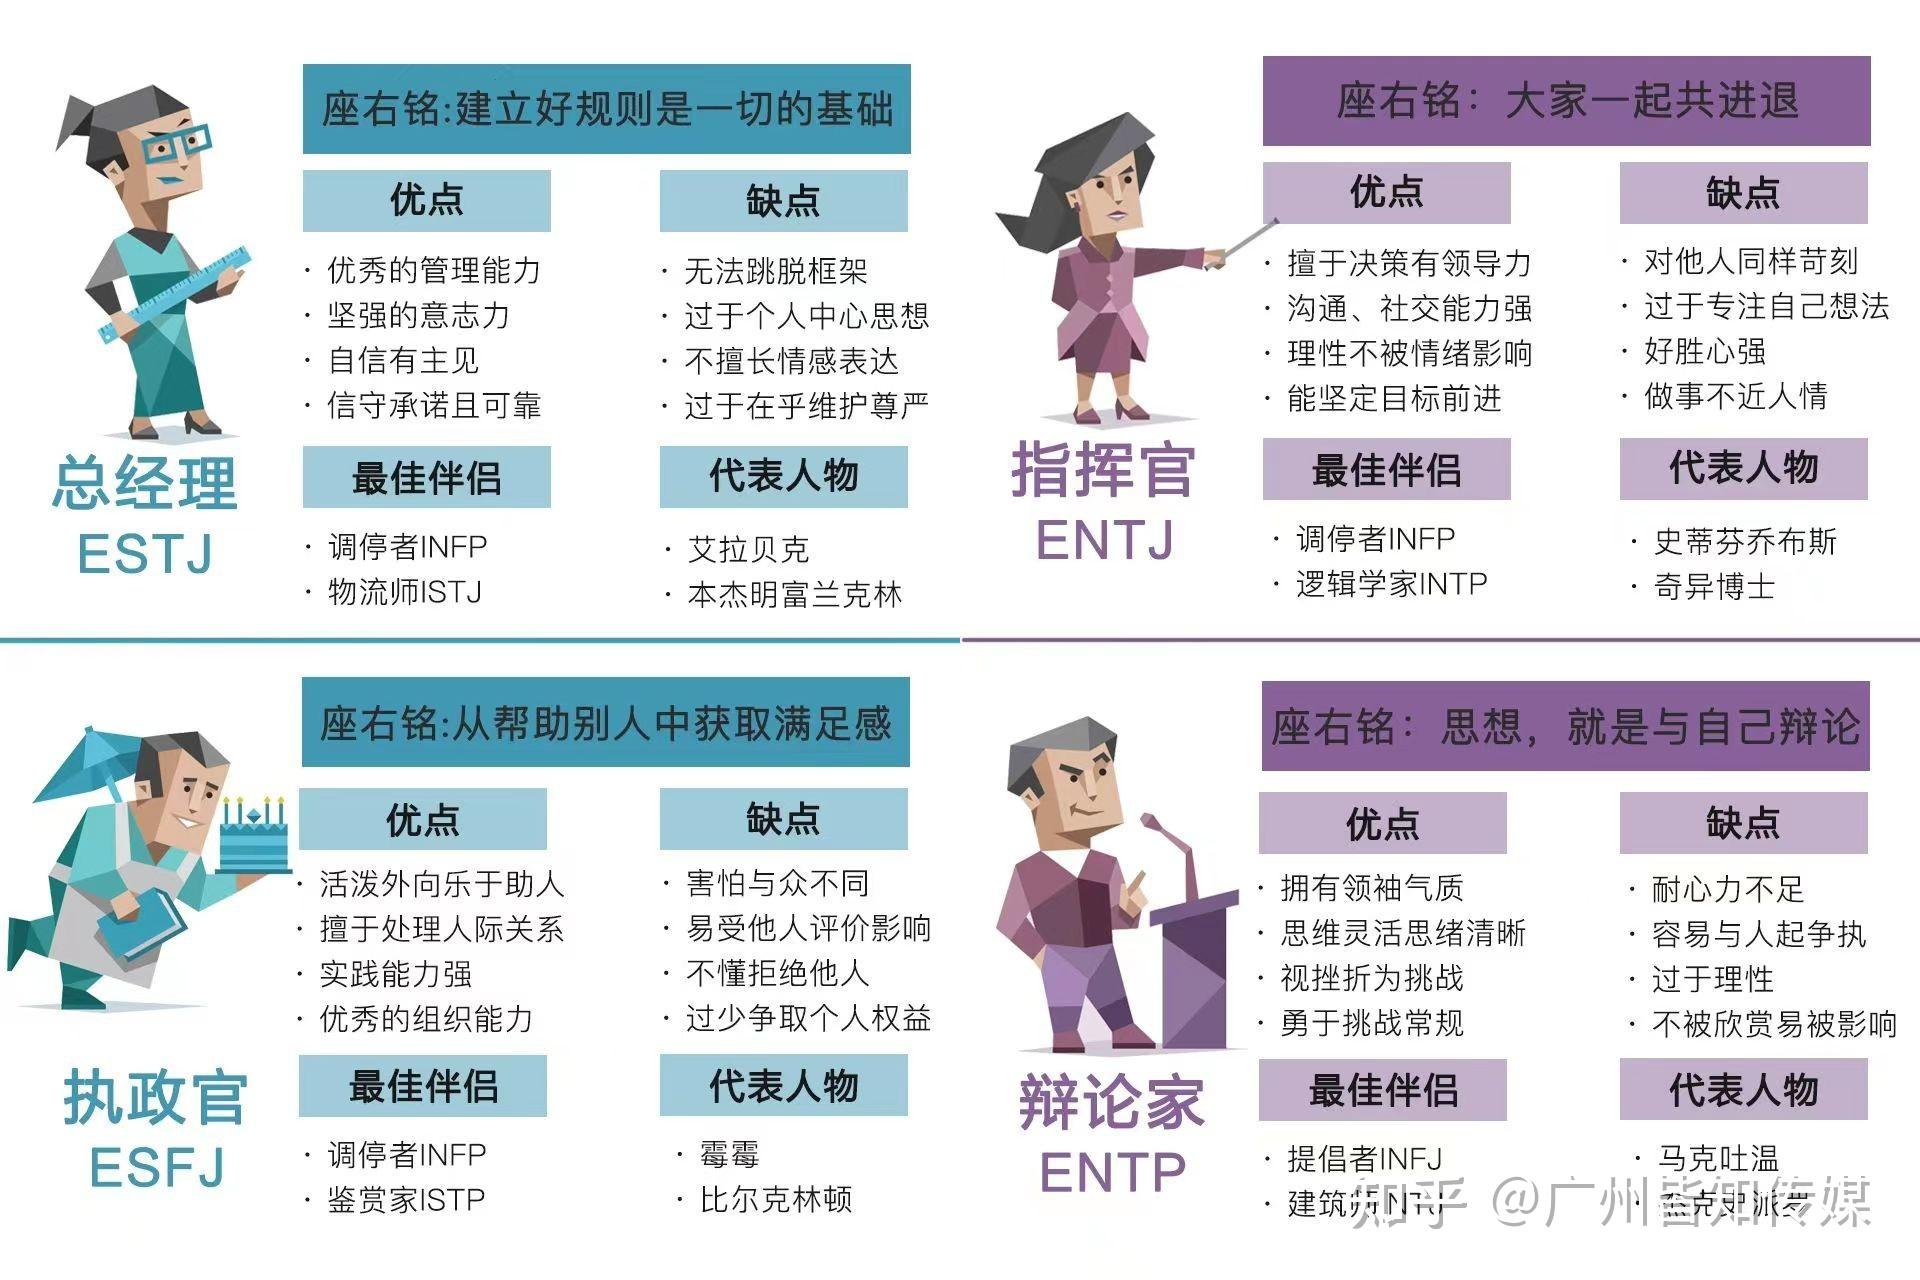 座右铭:建立好规则是一切的基础
优点
缺点
· 优秀的管理能力
· 坚强的意志力
· 自信有主见
· 信守承诺且可靠
· 无法跳脱框架
· 过于个人中心思想
· 不擅长情感表达
· 过于在乎维护尊严
总经理
ESTJ
最佳伴侣
代表人物
· 调停者INFP
· 物流师ISTJ
· 艾拉贝克
· 本杰明富兰克林
座右铭：大家一起共进退
优点
缺点
· 擅于决策有领导力
· 沟通、社交能力强
· 理性不被情绪影响
· 能坚定目标前进
· 对他人同样苛刻
· 过于专注自己想法
· 好胜心强
· 做事不近人情
指挥官
ENTJ
最佳伴侣
代表人物
· 调停者INFP
· 逻辑学家INTP
· 史蒂芬乔布斯
· 奇异博士
座右铭:从帮助别人中获取满足感
优点
缺点
· 活泼外向乐于助人
· 擅于处理人际关系
· 实践能力强
· 优秀的组织能力
· 害怕与众不同
· 易受他人评价影响
· 不懂拒绝他人
· 过少争取个人权益
执政官
ESFJ
最佳伴侣
代表人物
· 调停者INFP
· 鉴赏家ISTP
· 霉霉
· 比尔克林顿
座右铭：思想，就是与自己辩论
优点
缺点
· 拥有领袖气质
· 思维灵活思绪清晰
· 视挫折为挑战
· 勇于挑战常规
· 耐心力不足
· 容易与人起争执
· 过于理性
· 不被欣赏易被影响
辩论家
ENTP
最佳伴侣
代表人物
· 提倡者INFJ
· 建筑师INTJ
· 马克吐温
· 杰克史派罗
知乎 @广州皆知传媒